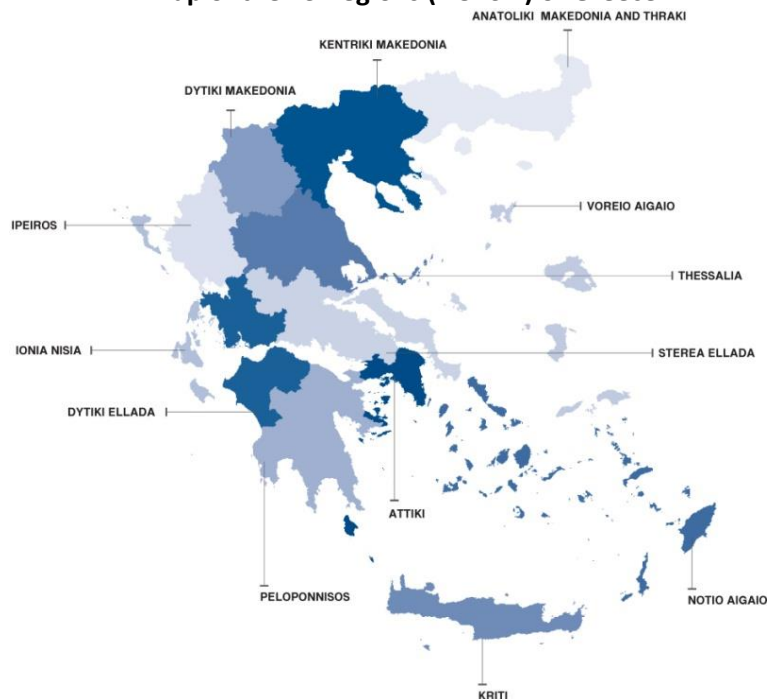 ANATOLIKI MAKEDONIA AND THRAKI
KENTRIKI MAKEDONIA
DYTIKI MAKEDONIA
VOREIO AIGAIO
IPEIROS
THESSALIA
IONIA NISIA
STEREA ELLADA
DYTIKI ELLADA
ATTIKI
PELOPONNISOS
NOTIO AIGAIO
KRITI